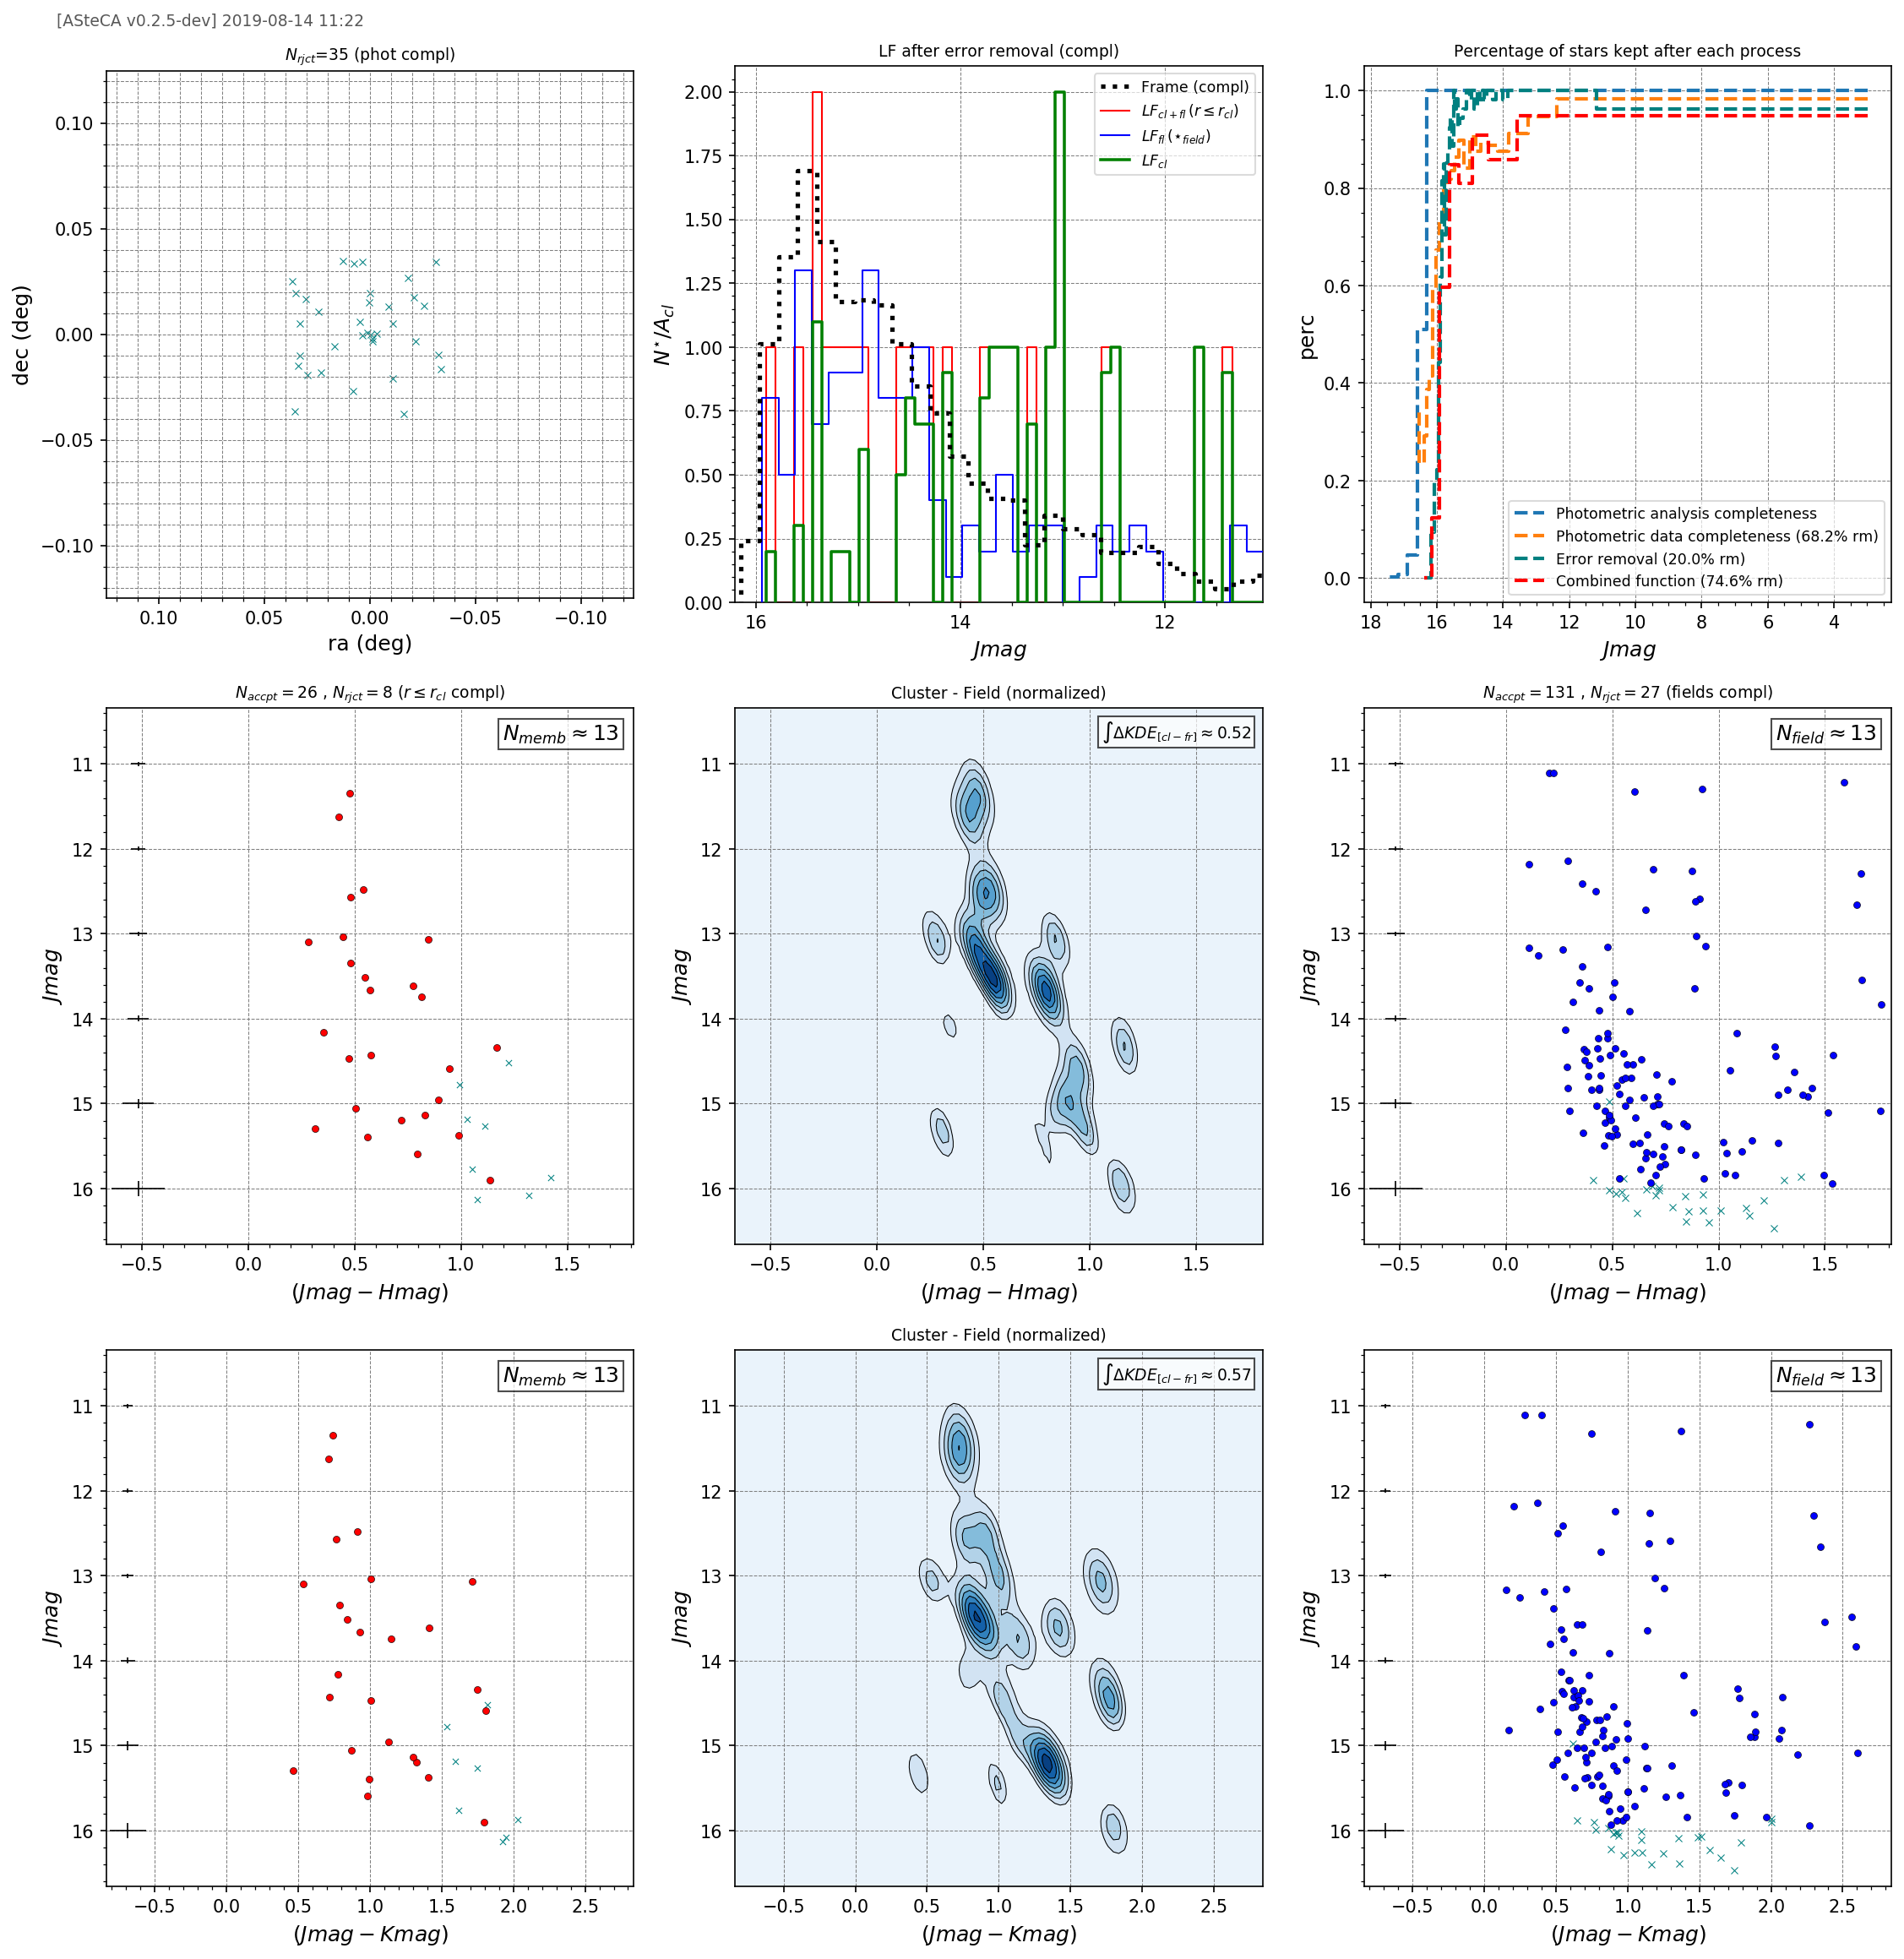 [ASteCA v0.2.5-dev] 2019-08-14 11:22
N_rjct=35 (phot compl)
0.10
0.05
0.00
−0.05
−0.10
dec (deg)
0.10 0.05 0.00 −0.05 −0.10
ra (deg)
LF after error removal (compl)
Frame (compl)
LF_cl+fl (r ≤ r_cl)
LF_fl (⋆_field)
LF_cl
2.00
1.75
1.50
1.25
1.00
0.75
0.50
0.25
0.00
N⋆/A_cl
16 14 12
Jmag
Percentage of stars kept after each process
1.0
0.8
0.6
0.4
0.2
0.0
perc
Photometric analysis completeness
Photometric data completeness (68.2% rm)
Error removal (20.0% rm)
Combined function (74.6% rm)
18 16 14 12 10 8 6 4
Jmag
N_accpt = 26 , N_rjct = 8 (r ≤ r_cl compl)
N_memb ≈ 13
11
12
13
14
15
16
Jmag
−0.5 0.0 0.5 1.0 1.5
(Jmag − Hmag)
Cluster - Field (normalized)
∫ΔKDE_[cl−fr] ≈ 0.52
11
12
13
14
15
16
Jmag
−0.5 0.0 0.5 1.0 1.5
(Jmag − Hmag)
N_accpt = 131 , N_rjct = 27 (fields compl)
N_field ≈ 13
11
12
13
14
15
16
Jmag
−0.5 0.0 0.5 1.0 1.5
(Jmag − Hmag)
N_memb ≈ 13
11
12
13
14
15
16
Jmag
−0.5 0.0 0.5 1.0 1.5 2.0 2.5
(Jmag − Kmag)
Cluster - Field (normalized)
∫ΔKDE_[cl−fr] ≈ 0.57
11
12
13
14
15
16
Jmag
−0.5 0.0 0.5 1.0 1.5 2.0 2.5
(Jmag − Kmag)
N_field ≈ 13
11
12
13
14
15
16
Jmag
−0.5 0.0 0.5 1.0 1.5 2.0 2.5
(Jmag − Kmag)